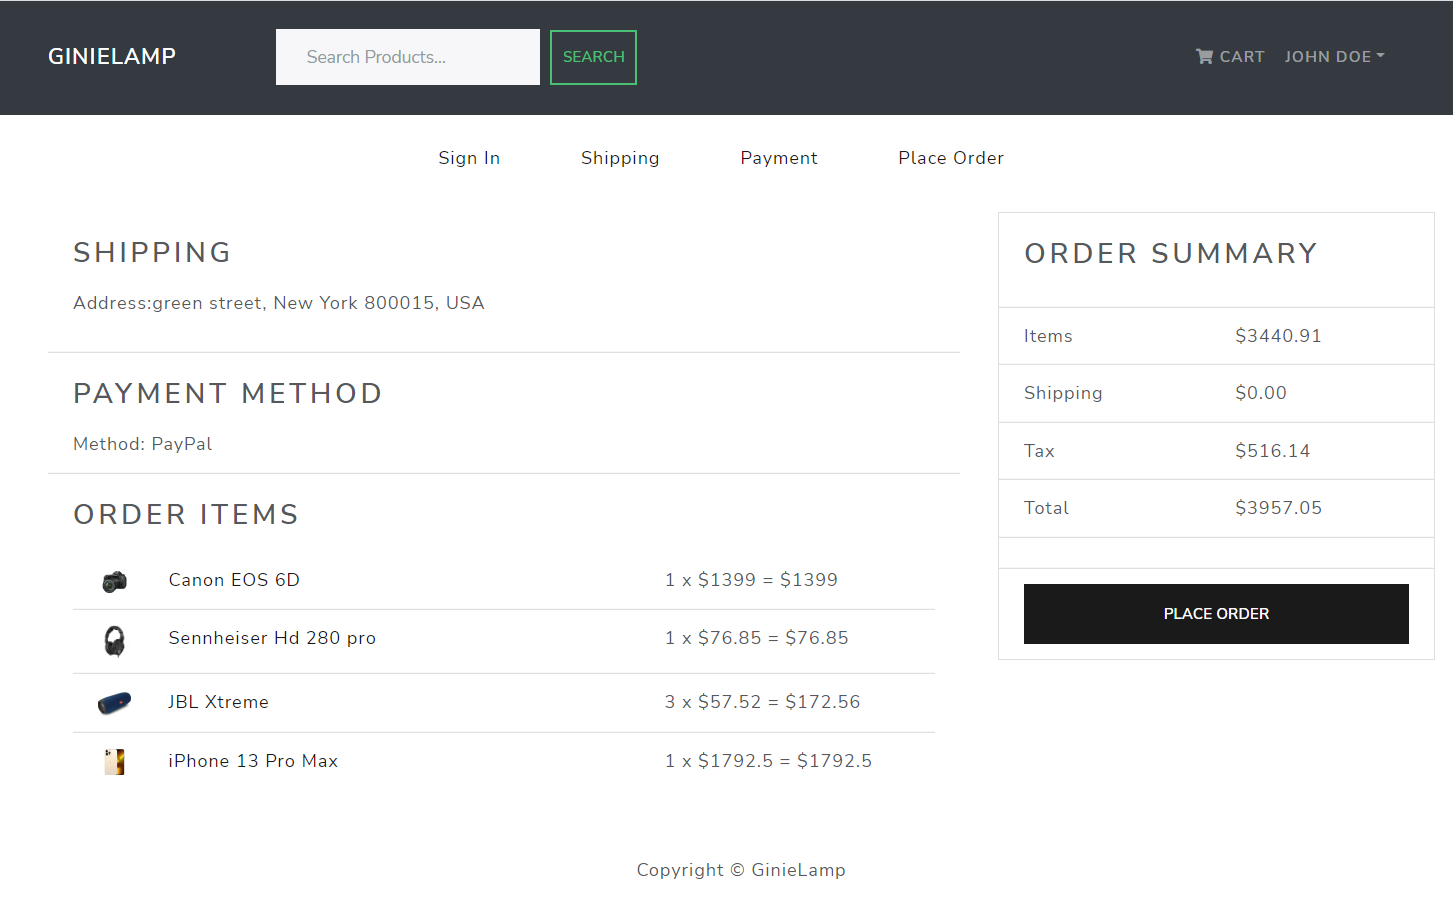 GINIELAMP
Search Products...
SEARCH
CART
JOHN DOE
Sign In
Shipping
Payment
Place Order
SHIPPING
Address:green street, New York 800015, USA
PAYMENT METHOD
Method: PayPal
ORDER ITEMS
Canon EOS 6D 1 x $1399 = $1399
Sennheiser Hd 280 pro 1 x $76.85 = $76.85
JBL Xtreme 3 x $57.52 = $172.56
iPhone 13 Pro Max 1 x $1792.5 = $1792.5
ORDER SUMMARY
Items $3440.91
Shipping $0.00
Tax $516.14
Total $3957.05
PLACE ORDER
Copyright © GinieLamp